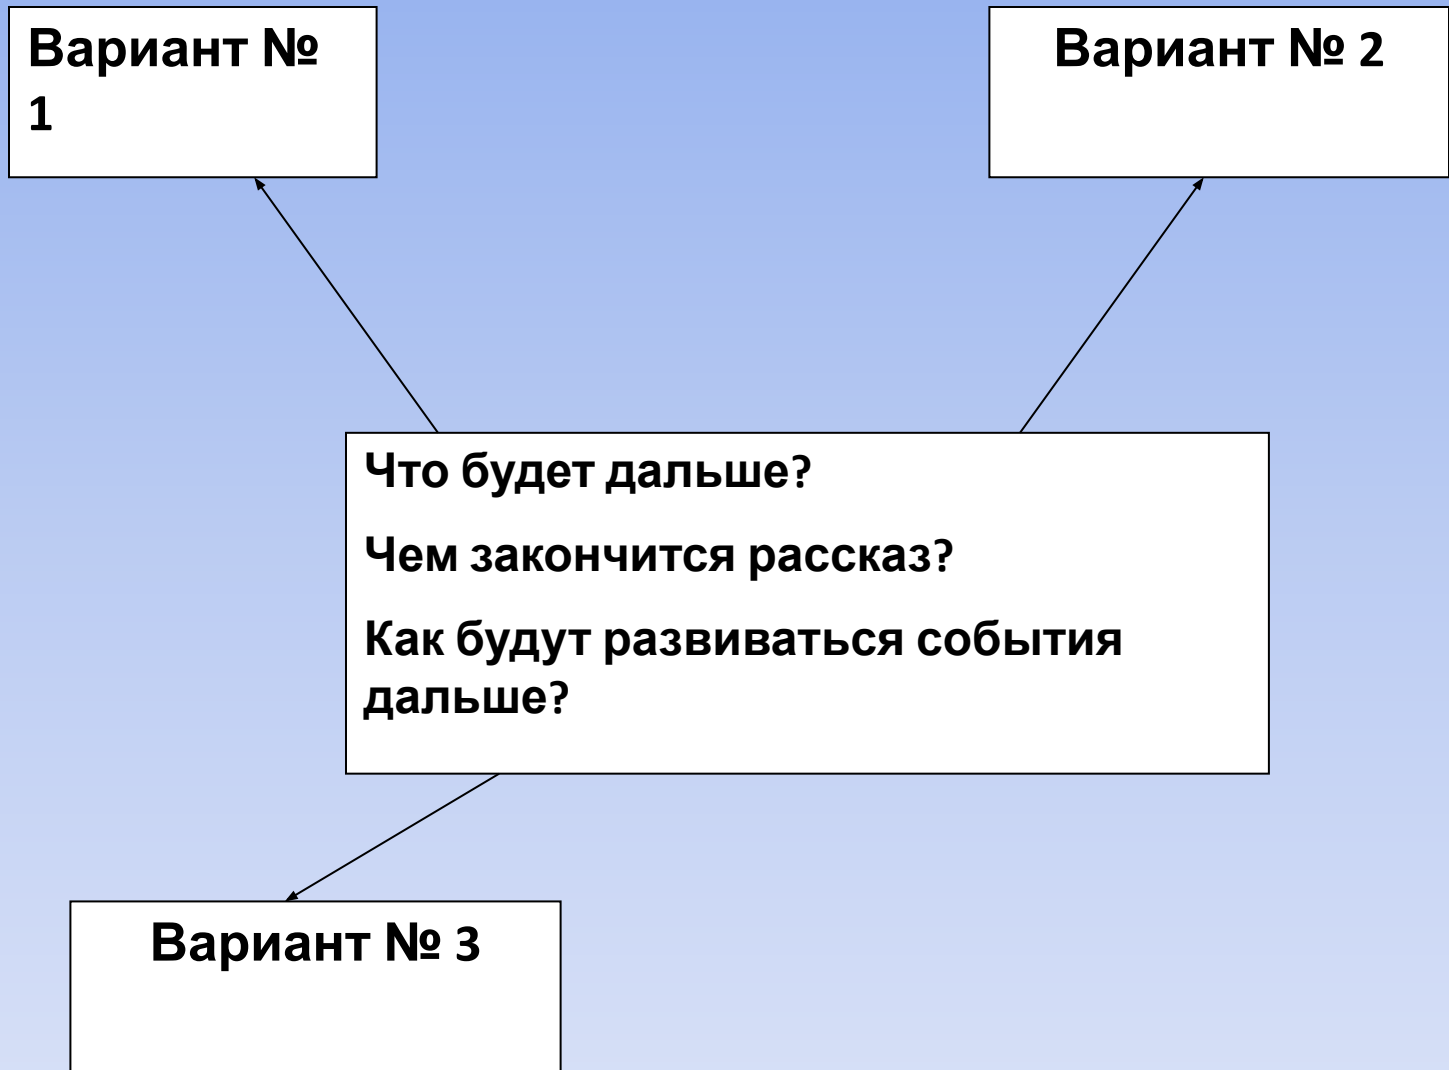 Вариант №
1
Вариант № 2
Что будет дальше?
Чем закончится рассказ?
Как будут развиваться события
дальше?
Вариант № 3